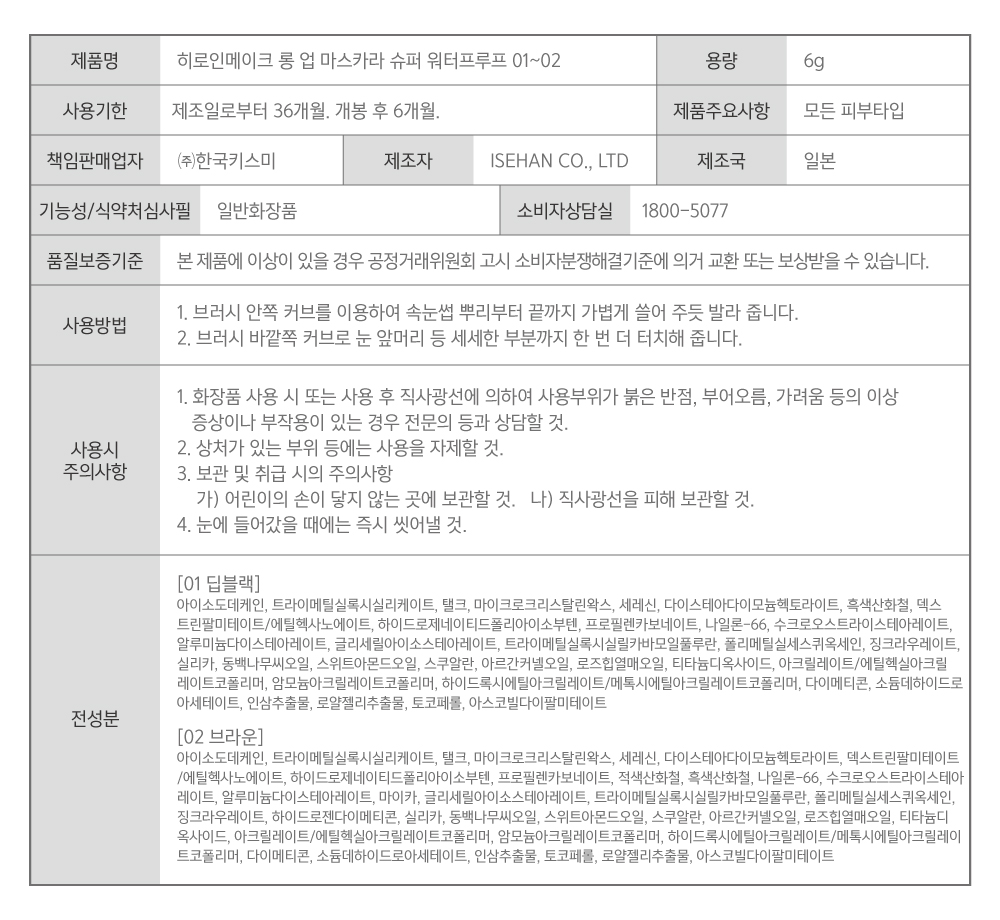 제품명 히로인메이크 롱 업 마스카라 슈퍼 워터프루프 01~02 용량 6g
사용기한 제조일로부터 36개월. 개봉 후 6개월. 제품주요사항 모든 피부타입
책임판매업자 ㈜한국키스미 제조자 ISEHAN CO., LTD 제조국 일본
기능성/식약처심사필 일반화장품 소비자상담실 1800-5077
품질보증기준 본 제품에 이상이 있을 경우 공정거래위원회 고시 소비자분쟁해결기준에 의거 교환 또는 보상받을 수 있습니다.
사용방법
1. 브러시 안쪽 커브를 이용하여 속눈썹 뿌리부터 끝까지 가볍게 쓸어 주듯 발라 줍니다.
2. 브러시 바깥쪽 커브로 눈 앞머리 등 세세한 부분까지 한 번 더 터치해 줍니다.
사용시
주의사항
1. 화장품 사용 시 또는 사용 후 직사광선에 의하여 사용부위가 붉은 반점, 부어오름, 가려움 등의 이상
증상이나 부작용이 있는 경우 전문의 등과 상담할 것.
2. 상처가 있는 부위 등에는 사용을 자제할 것.
3. 보관 및 취급 시의 주의사항
가) 어린이의 손이 닿지 않는 곳에 보관할 것. 나) 직사광선을 피해 보관할 것.
4. 눈에 들어갔을 때에는 즉시 씻어낼 것.
전성분
[01 딥블랙]
아이소도데케인, 트라이메틸실록시실리케이트, 탤크, 마이크로크리스탈린왁스, 세레신, 다이스테아다이모늄헥토라이트, 흑색산화철, 덱스
트린팔미테이트/에틸헥사노에이트, 하이드로제네이티드폴리아이소부텐, 프로필렌카보네이트, 나일론-66, 수크로오스트라이스테아레이트,
알루미늄다이스테아레이트, 글리세릴아이소스테아레이트, 트라이메틸실록시실릴카바모일풀루란, 폴리메틸실세스퀴옥세인, 징크라우레이트,
실리카, 동백나무씨오일, 스위트아몬드오일, 스쿠알란, 아르간커넬오일, 로즈힙열매오일, 티타늄디옥사이드, 아크릴레이트/에틸헥실아크릴
레이트코폴리머, 암모늄아크릴레이트코폴리머, 하이드록시에틸아크릴레이트/메톡시에틸아크릴레이트코폴리머, 다이메티콘, 소듐데하이드로
아세테이트, 인삼추출물, 로얄젤리추출물, 토코페롤, 아스코빌다이팔미테이트
[02 브라운]
아이소도데케인, 트라이메틸실록시실리케이트, 탤크, 마이크로크리스탈린왁스, 세레신, 다이스테아다이모늄헥토라이트, 덱스트린팔미테이트
/에틸헥사노에이트, 하이드로제네이티드폴리아이소부텐, 프로필렌카보네이트, 적색산화철, 흑색산화철, 나일론-66, 수크로오스트라이스테아
레이트, 알루미늄다이스테아레이트, 마이카, 글리세릴아이소스테아레이트, 트라이메틸실록시실릴카바모일풀루란, 폴리메틸실세스퀴옥세인,
징크라우레이트, 하이드로젠다이메티콘, 실리카, 동백나무씨오일, 스위트아몬드오일, 스쿠알란, 아르간커넬오일, 로즈힙열매오일, 티타늄디
옥사이드, 아크릴레이트/에틸헥실아크릴레이트코폴리머, 암모늄아크릴레이트코폴리머, 하이드록시에틸아크릴레이트/메톡시에틸아크릴레이
트코폴리머, 다이메티콘, 소듐데하이드로아세테이트, 인삼추출물, 토코페롤, 로얄젤리추출물, 아스코빌다이팔미테이트